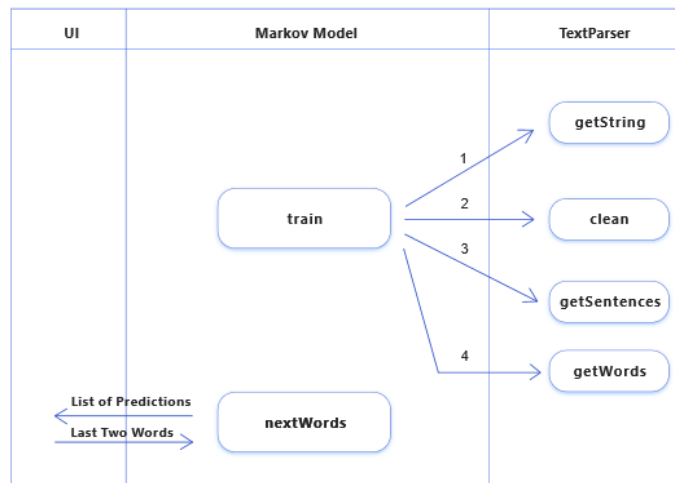 UI
Markov Model
TextParser
getString
1
2
train
clean
3
getSentences
4
getWords
List of Predictions
nextWords
Last Two Words